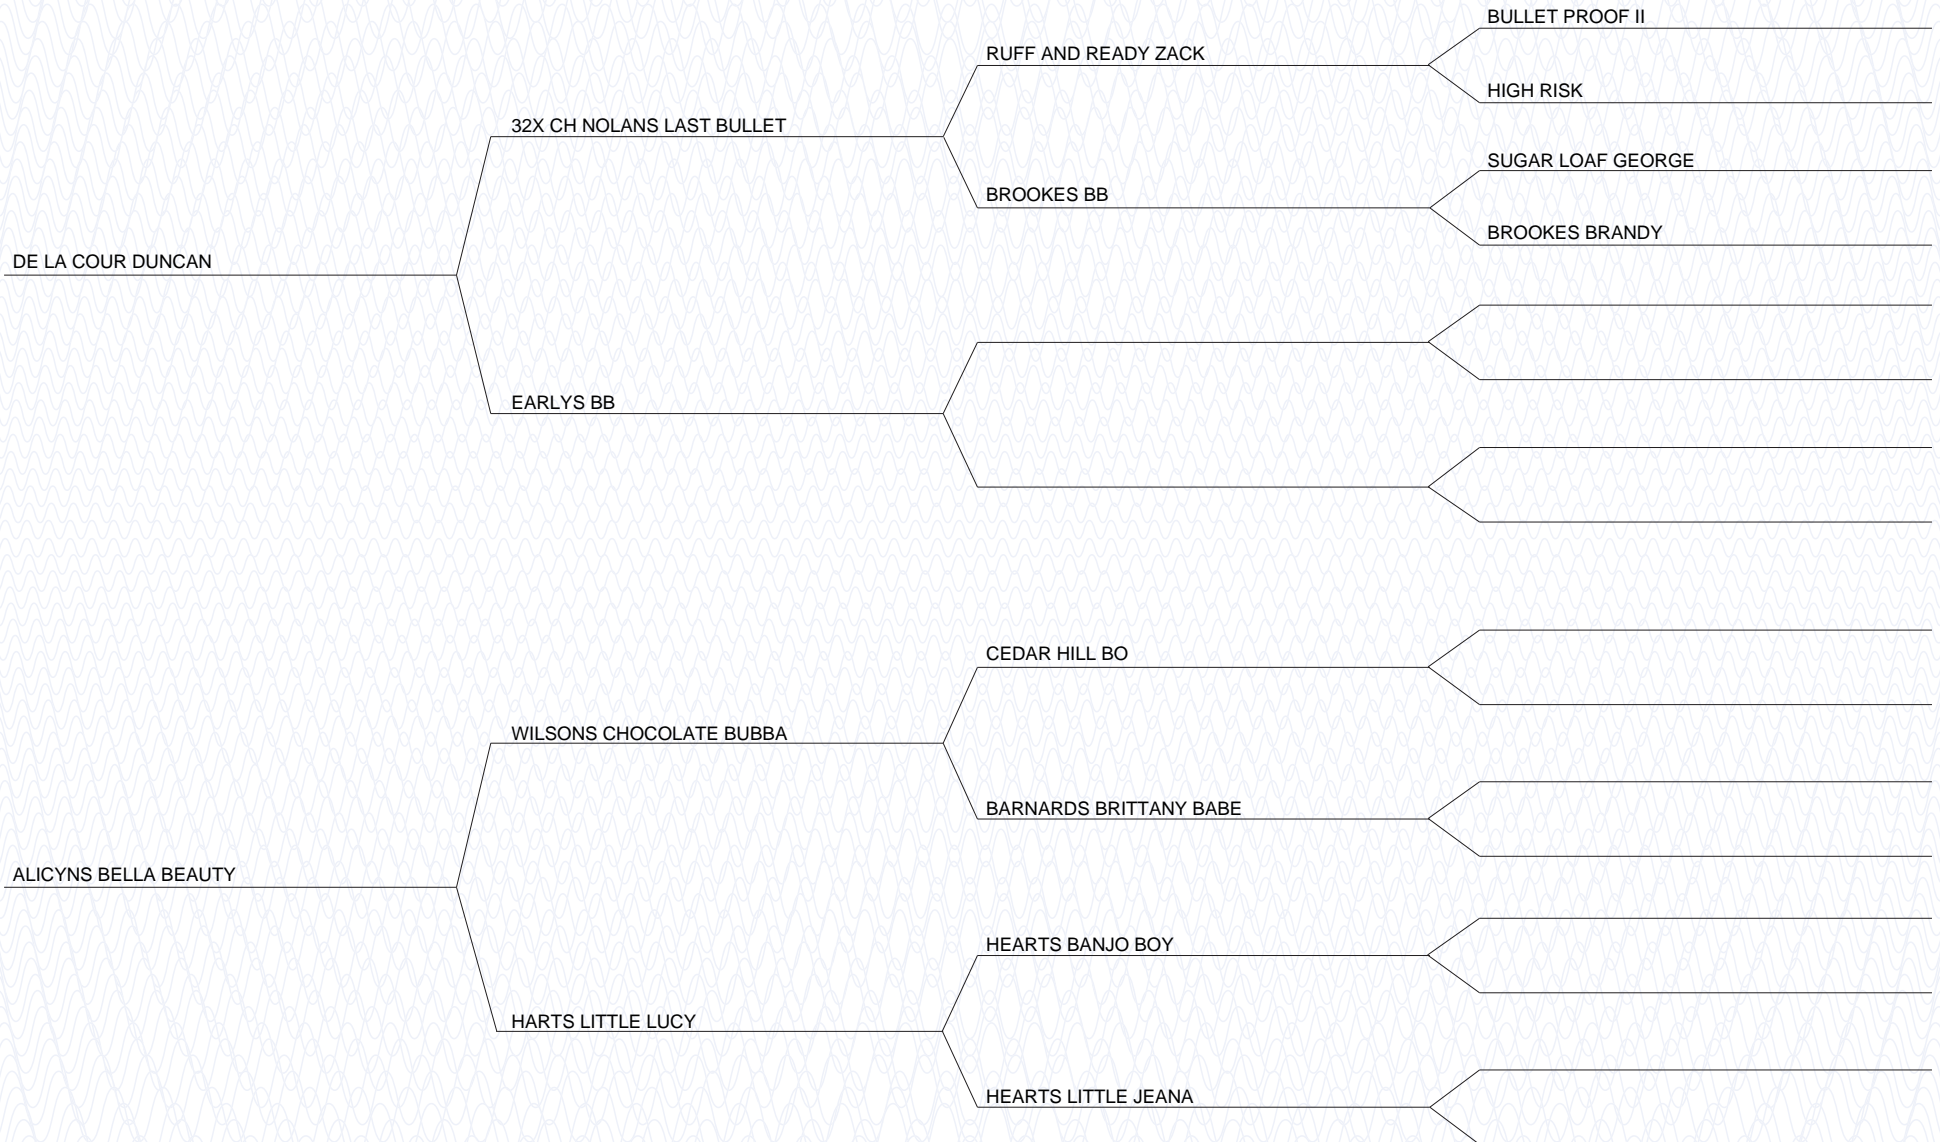 BULLET PROOF II
RUFF AND READY ZACK
HIGH RISK
32X CH NOLANS LAST BULLET
SUGAR LOAF GEORGE
BROOKES BB
BROOKES BRANDY
DE LA COUR DUNCAN
EARLYS BB
CEDAR HILL BO
WILSONS CHOCOLATE BUBBA
BARNARDS BRITTANY BABE
ALICYNS BELLA BEAUTY
HEARTS BANJO BOY
HARTS LITTLE LUCY
HEARTS LITTLE JEANA